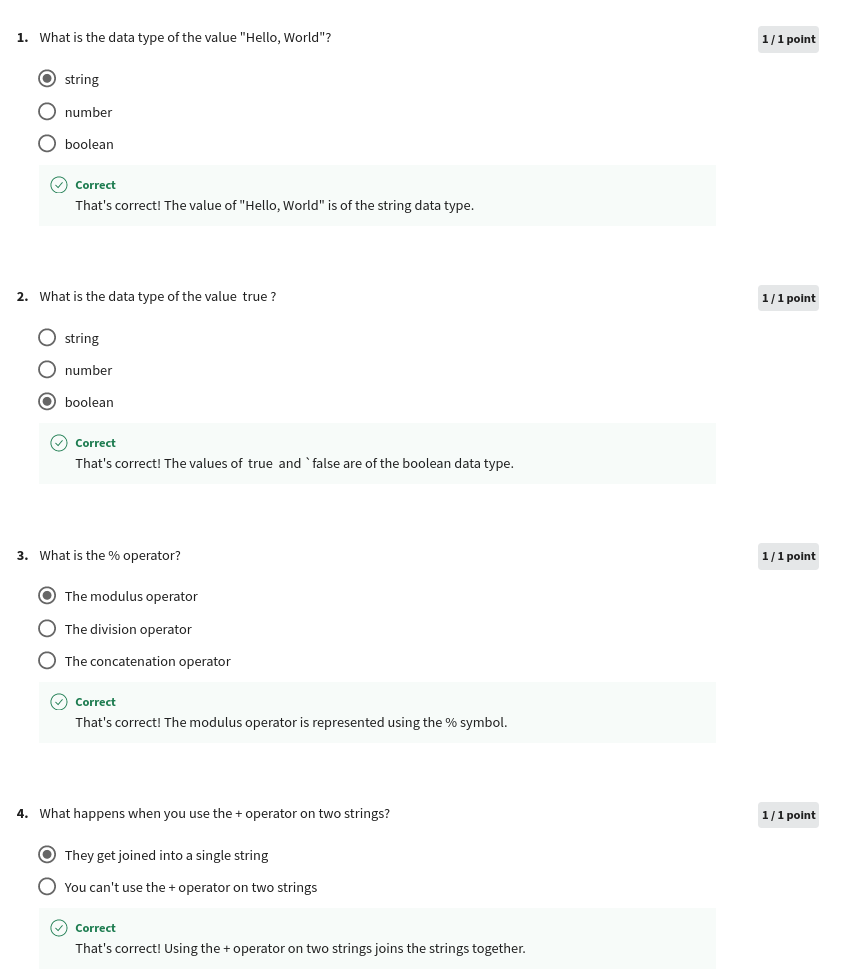 1. What is the data type of the value "Hello, World"?
1 / 1 point
string
number
boolean
Correct
That's correct! The value of "Hello, World" is of the string data type.
2. What is the data type of the value  true ?
1 / 1 point
string
number
boolean
Correct
That's correct! The values of  true  and `false are of the boolean data type.
3. What is the % operator?
1 / 1 point
The modulus operator
The division operator
The concatenation operator
Correct
That's correct! The modulus operator is represented using the % symbol.
4. What happens when you use the + operator on two strings?
1 / 1 point
They get joined into a single string
You can't use the + operator on two strings
Correct
That's correct! Using the + operator on two strings joins the strings together.